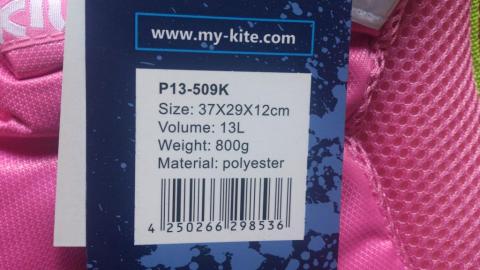 www.my-kite.com
P13-509K
Size: 37X29X12cm
Volume: 13L
Weight: 800g
Material: polyester
4 250266 298536